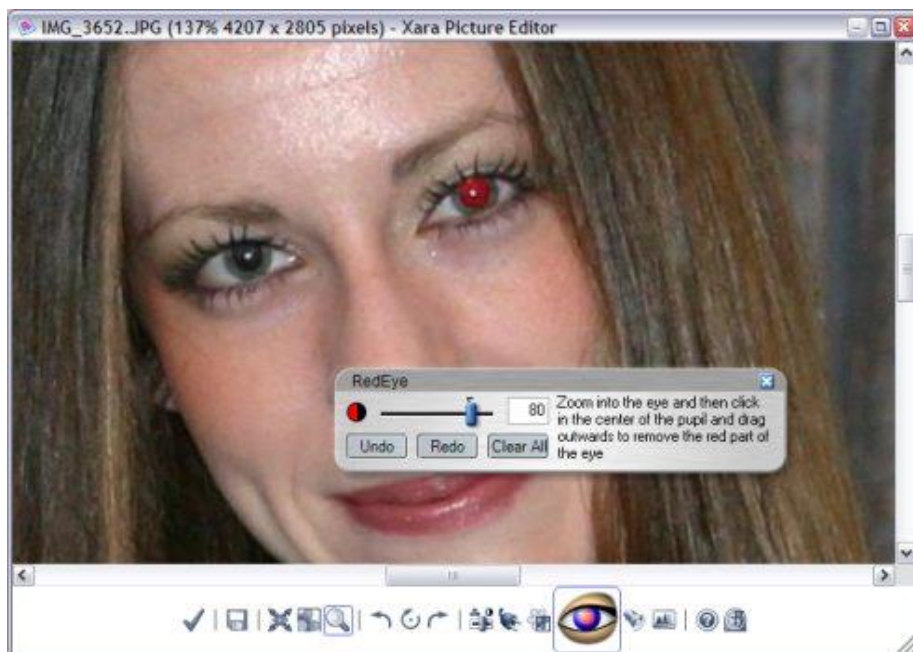 IMG_3652.JPG (137% 4207 x 2805 pixels) - Xara Picture Editor
RedEye
80
Zoom into the eye and then click
in the center of the pupil and drag
outwards to remove the red part of
the eye
Undo
Redo
Clear All